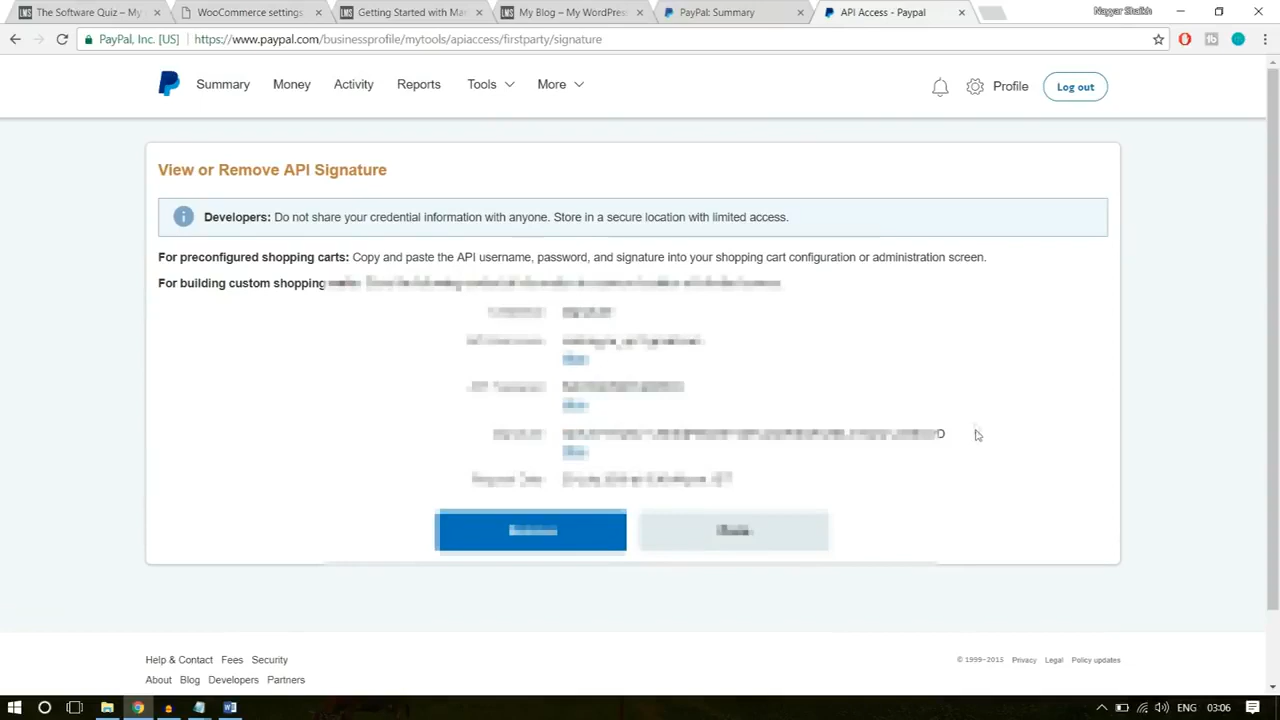 The Software Quiz –
WooCommerce settings
Getting Started with
My Blog – My WordPress
PayPal: Summary
API Access - Paypal
Nayyar Shaikh
PayPal, Inc. [US]
https://www.paypal.com/businessprofile/mytools/apiaccess/firstparty/signature
Summary
Money
Activity
Reports
Tools
More
Profile
Log out
View or Remove API Signature
Developers: Do not share your credential information with anyone. Store in a secure location with limited access.
For preconfigured shopping carts: Copy and paste the API username, password, and signature into your shopping cart configuration or administration screen.
For building custom shopping
D
Help & Contact Fees Security
© 1999–2015 Privacy Legal Policy updates
About Blog Developers Partners
ENG 03:06